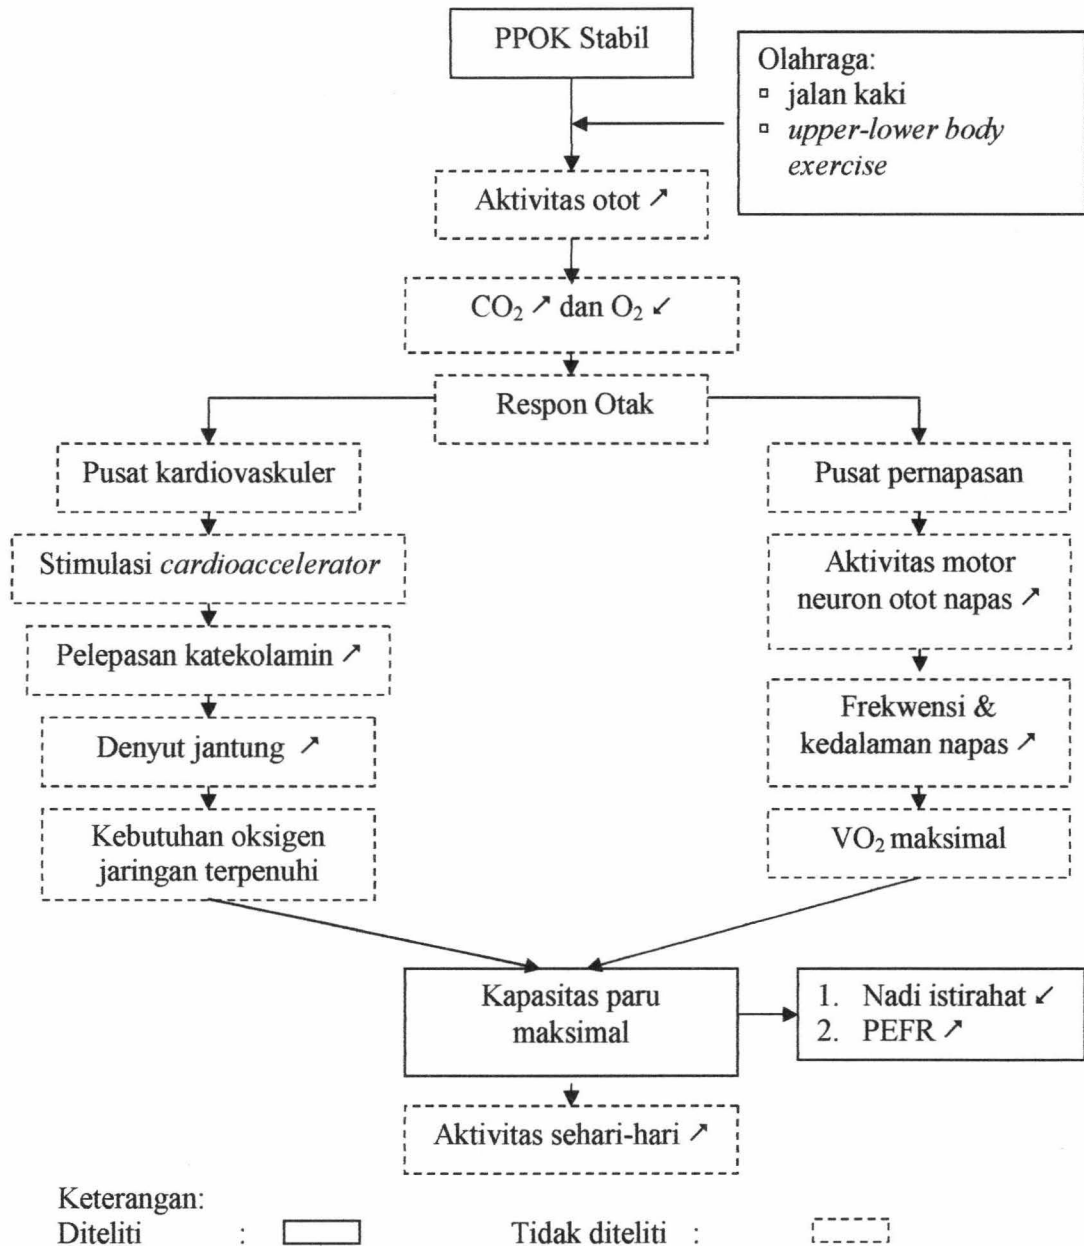 PPOK Stabil
Olahraga:
▫ jalan kaki
▫ upper-lower body
exercise
Aktivitas otot ↗
CO₂ ↗ dan O₂ ↙
Respon Otak
Pusat kardiovaskuler
Stimulasi cardioaccelerator
Pelepasan katekolamin ↗
Denyut jantung ↗
Kebutuhan oksigen
jaringan terpenuhi
Pusat pernapasan
Aktivitas motor
neuron otot napas ↗
Frekwensi &
kedalaman napas ↗
VO₂ maksimal
Kapasitas paru
maksimal
1. Nadi istirahat ↙
2. PEFR ↗
Aktivitas sehari-hari ↗
Keterangan:
Diteliti : Tidak diteliti :